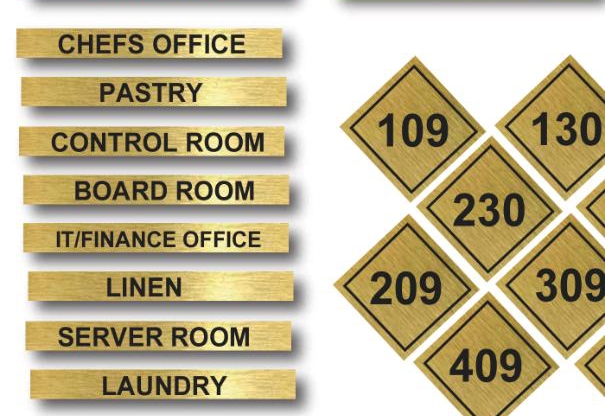 CHEFS OFFICE
PASTRY
CONTROL ROOM
BOARD ROOM
IT/FINANCE OFFICE
LINEN
SERVER ROOM
LAUNDRY
109
130
230
209
309
409